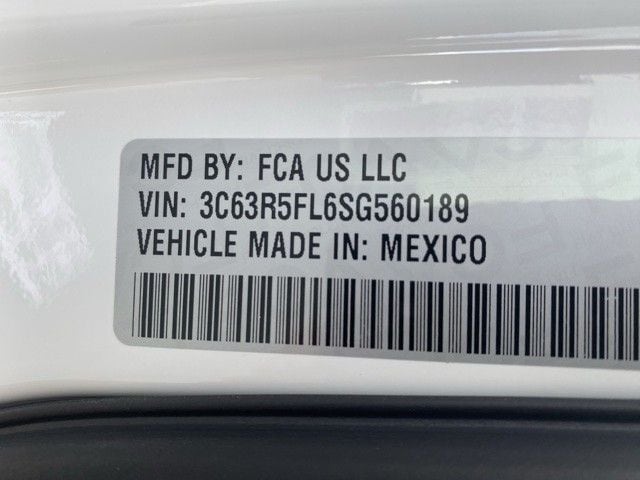 MFD BY: FCA US LLC
VIN: 3C63R5FL6SG560189
VEHICLE MADE IN: MEXICO